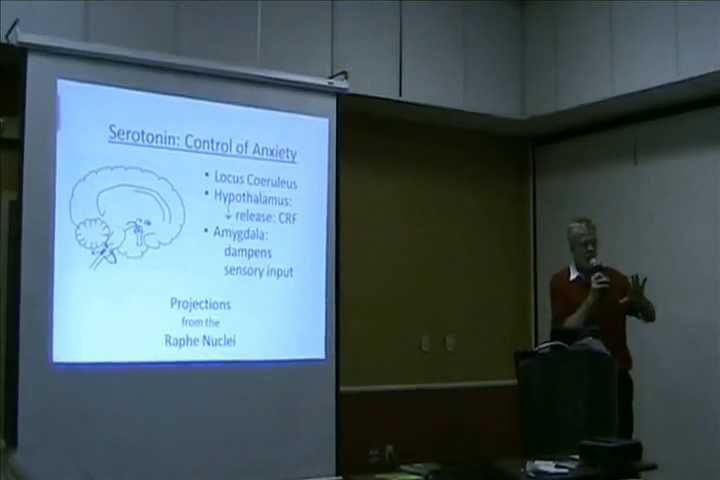 Serotonin: Control of Anxiety
• Locus Coeruleus
• Hypothalamus:
↓ release: CRF
• Amygdala:
dampens
sensory input
Projections
from the
Raphe Nuclei